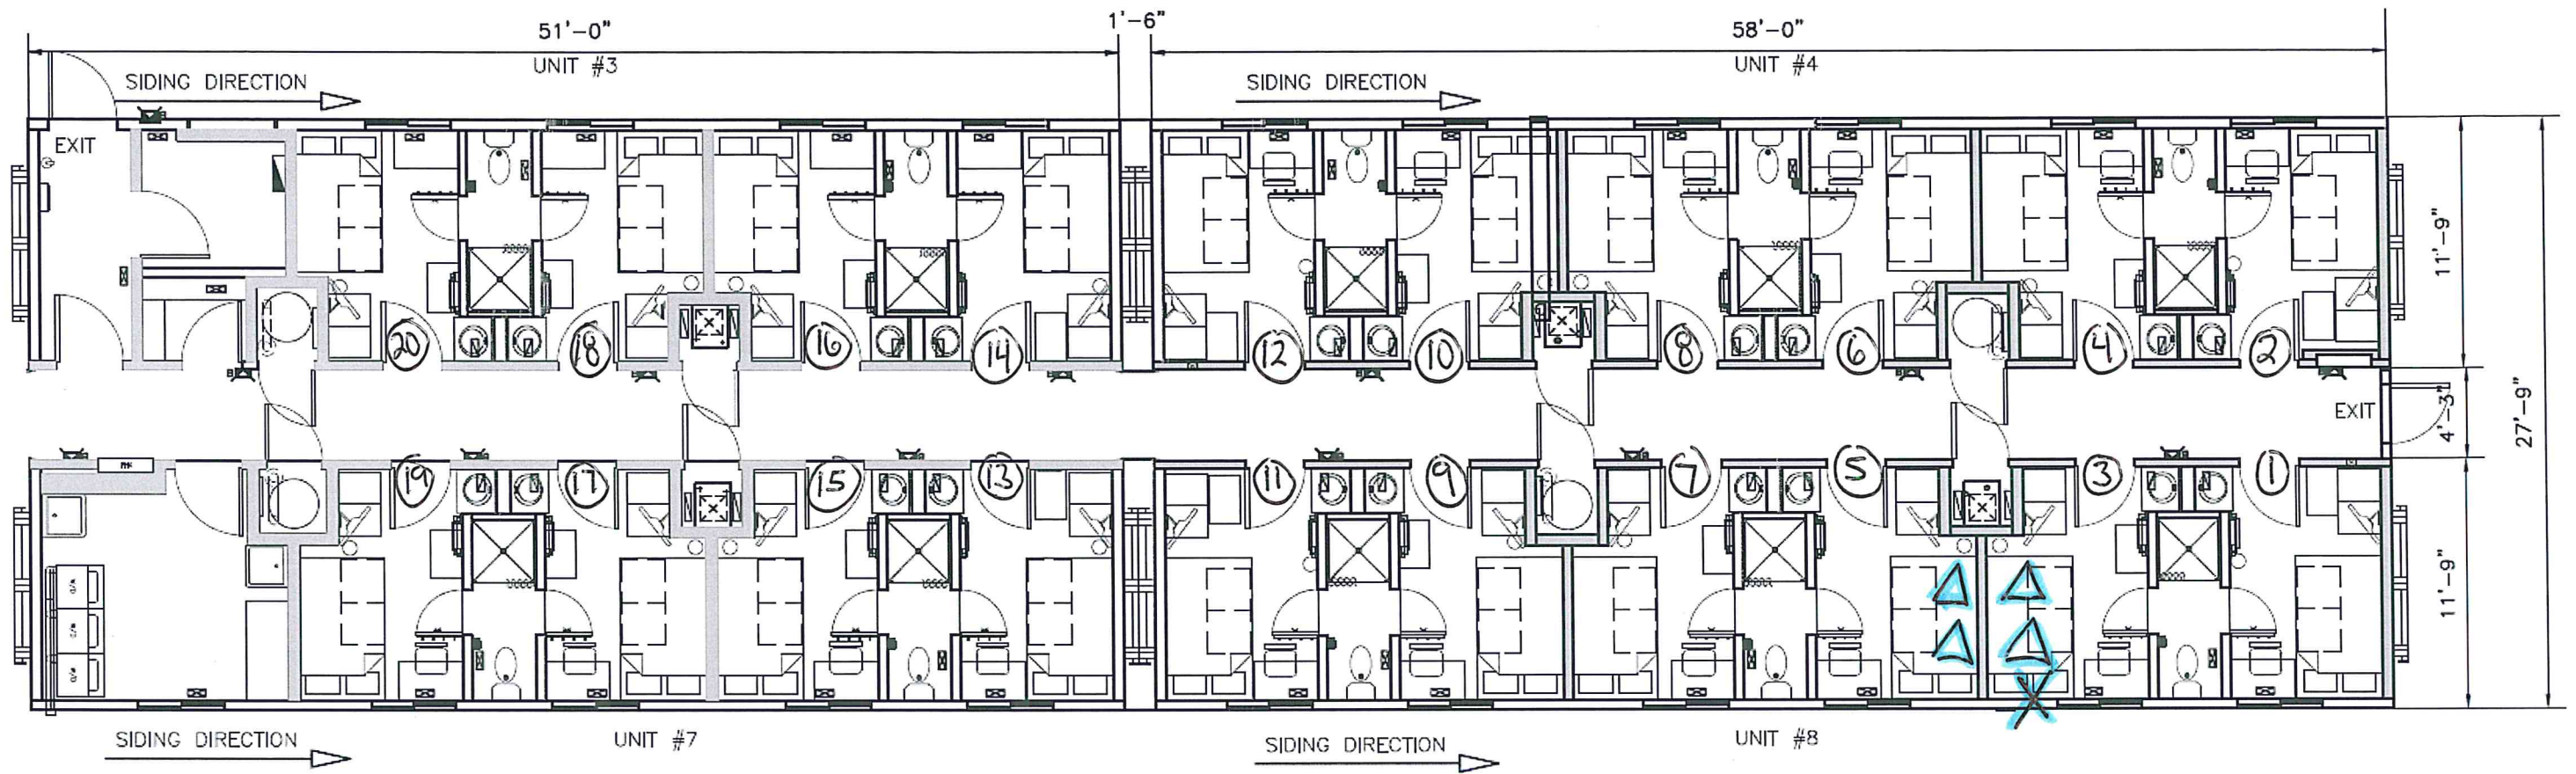 51'-0"
1'-6"
58'-0"
UNIT #3
UNIT #4
SIDING DIRECTION
SIDING DIRECTION
EXIT
11'-9"
20
18
16
14
12
10
8
6
4
2
EXIT
4'-3"
27'-9"
19
17
15
13
11
9
7
5
3
1
W/D
W/D
W/D
11'-9"
X
SIDING DIRECTION
UNIT #7
SIDING DIRECTION
UNIT #8